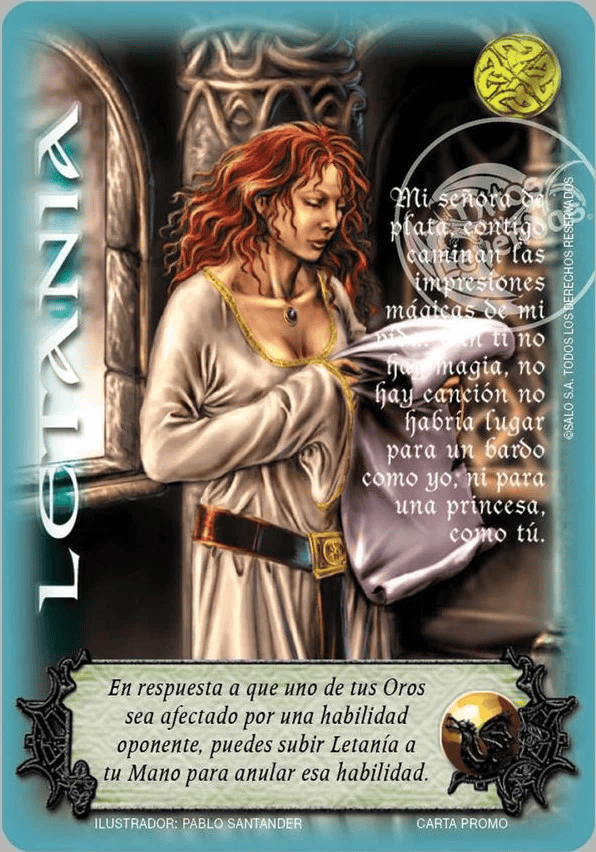 LETANIA
Mi señora de
plata, contigo
caminan las
impresiones
mágicas de mi
vida. Sin ti no
hay magia, no
hay canción no
habría lugar
para un bardo
como yo, ni para
una princesa,
como tú.
©SALO S.A. TODOS LOS DERECHOS RESERVADOS
En respuesta a que uno de tus Oros
sea afectado por una habilidad
oponente, puedes subir Letanía a
tu Mano para anular esa habilidad.
ILUSTRADOR: PABLO SANTANDER
CARTA PROMO